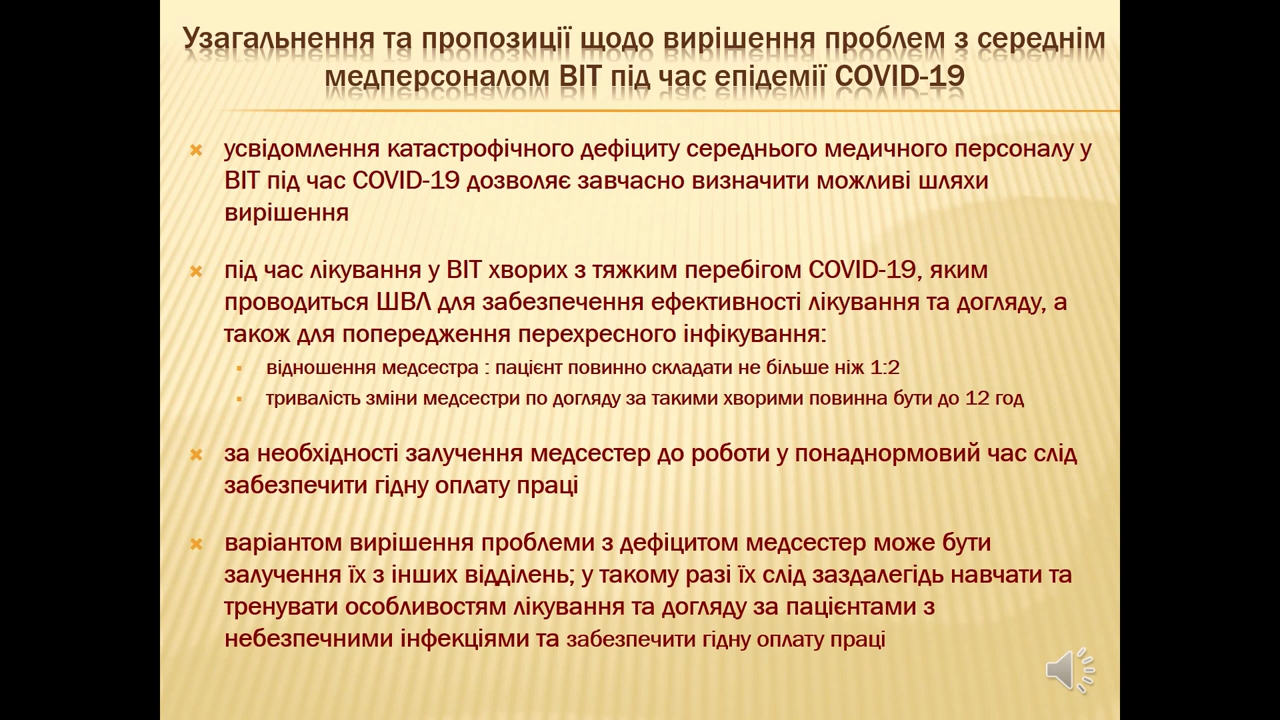 Узагальнення та пропозиції щодо вирішення проблем з середнім
медперсоналом ВІТ під час епідемії COVID-19
усвідомлення катастрофічного дефіциту середнього медичного персоналу у
ВІТ під час COVID-19 дозволяє завчасно визначити можливі шляхи
вирішення
під час лікування у ВІТ хворих з тяжким перебігом COVID-19, яким
проводиться ШВЛ для забезпечення ефективності лікування та догляду, а
також для попередження перехресного інфікування:
відношення медсестра : пацієнт повинно складати не більше ніж 1:2
тривалість зміни медсестри по догляду за такими хворими повинна бути до 12 год
за необхідності залучення медсестер до роботи у понаднормовий час слід
забезпечити гідну оплату праці
варіантом вирішення проблеми з дефіцитом медсестер може бути
залучення їх з інших відділень; у такому разі їх слід заздалегідь навчати та
тренувати особливостям лікування та догляду за пацієнтами з
небезпечними інфекціями та забезпечити гідну оплату праці